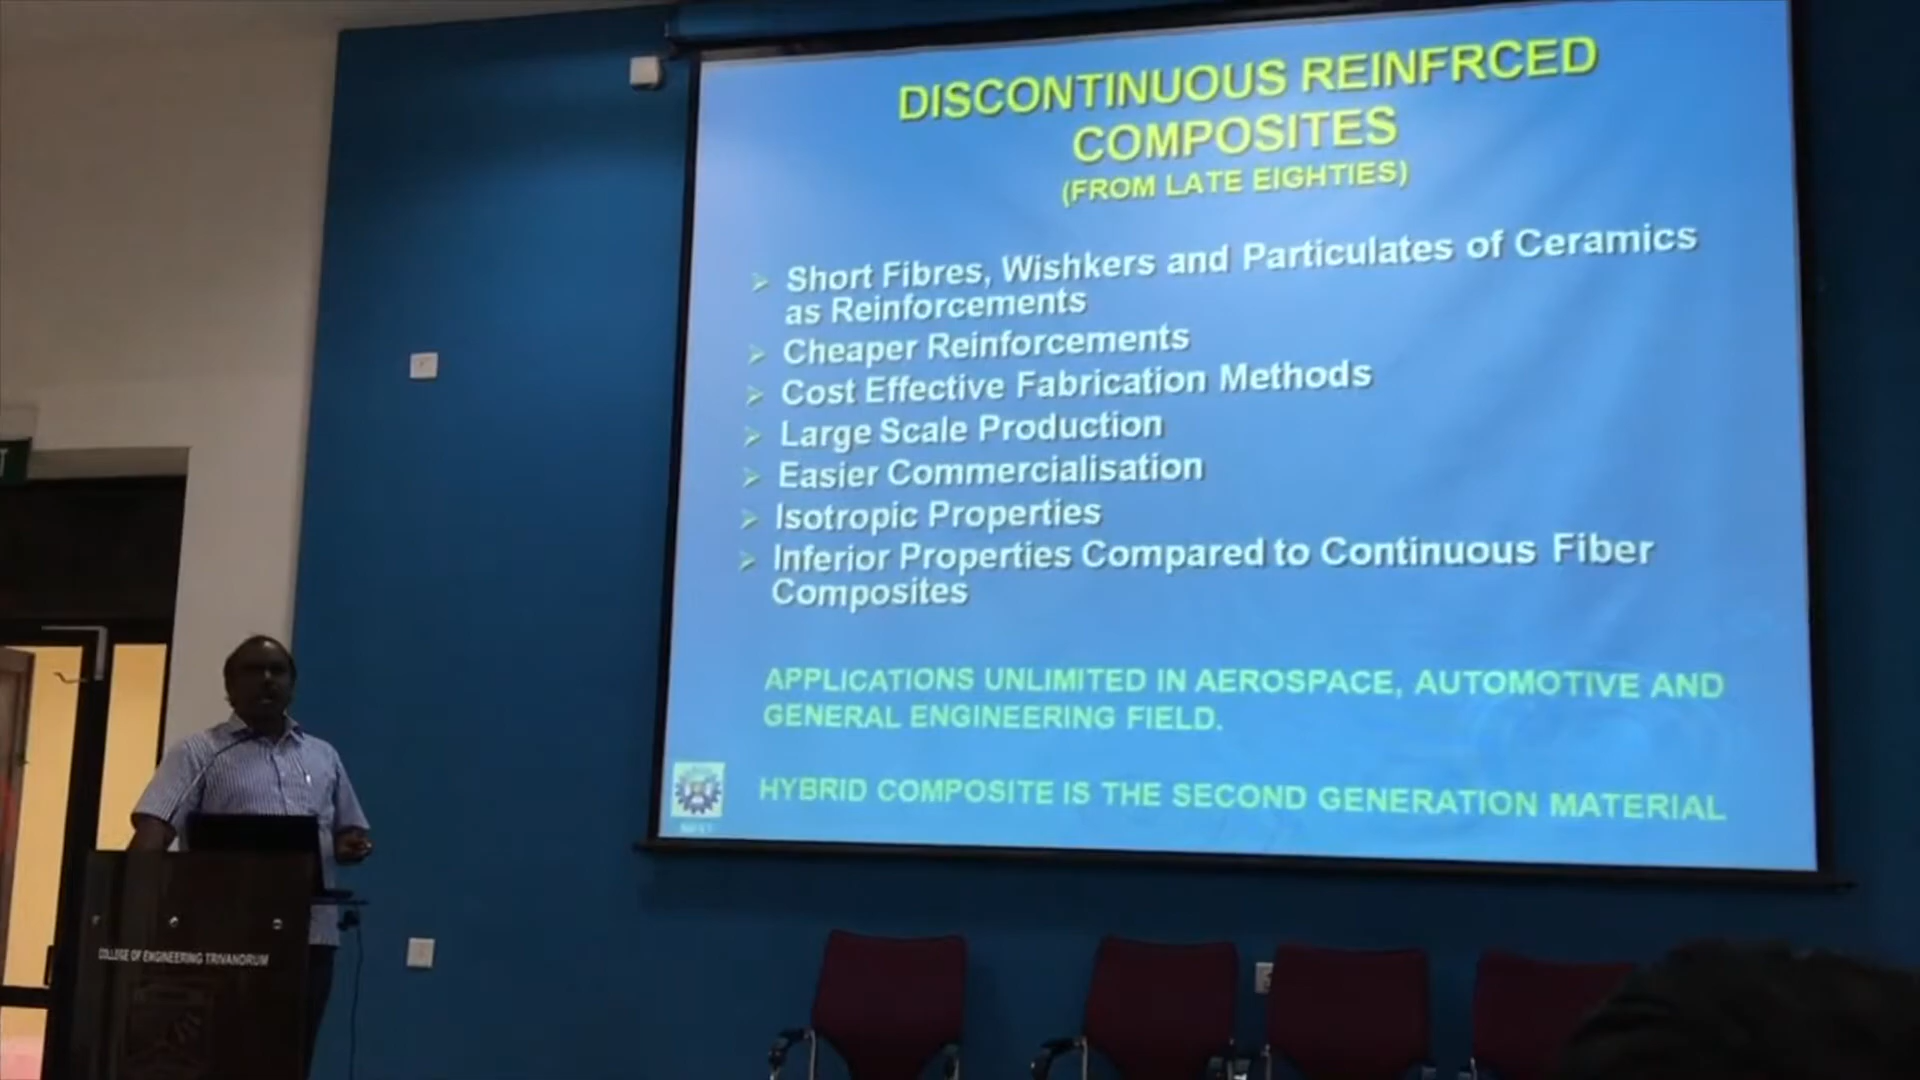 DISCONTINUOUS REINFRCED
COMPOSITES
(FROM LATE EIGHTIES)
Short Fibres, Wishkers and Particulates of Ceramics
as Reinforcements
Cheaper Reinforcements
Cost Effective Fabrication Methods
Large Scale Production
Easier Commercialisation
Isotropic Properties
Inferior Properties Compared to Continuous Fiber
Composites
APPLICATIONS UNLIMITED IN AEROSPACE, AUTOMOTIVE AND
GENERAL ENGINEERING FIELD.
HYBRID COMPOSITE IS THE SECOND GENERATION MATERIAL
COLLEGE OF ENGINEERING TRIVANDRUM